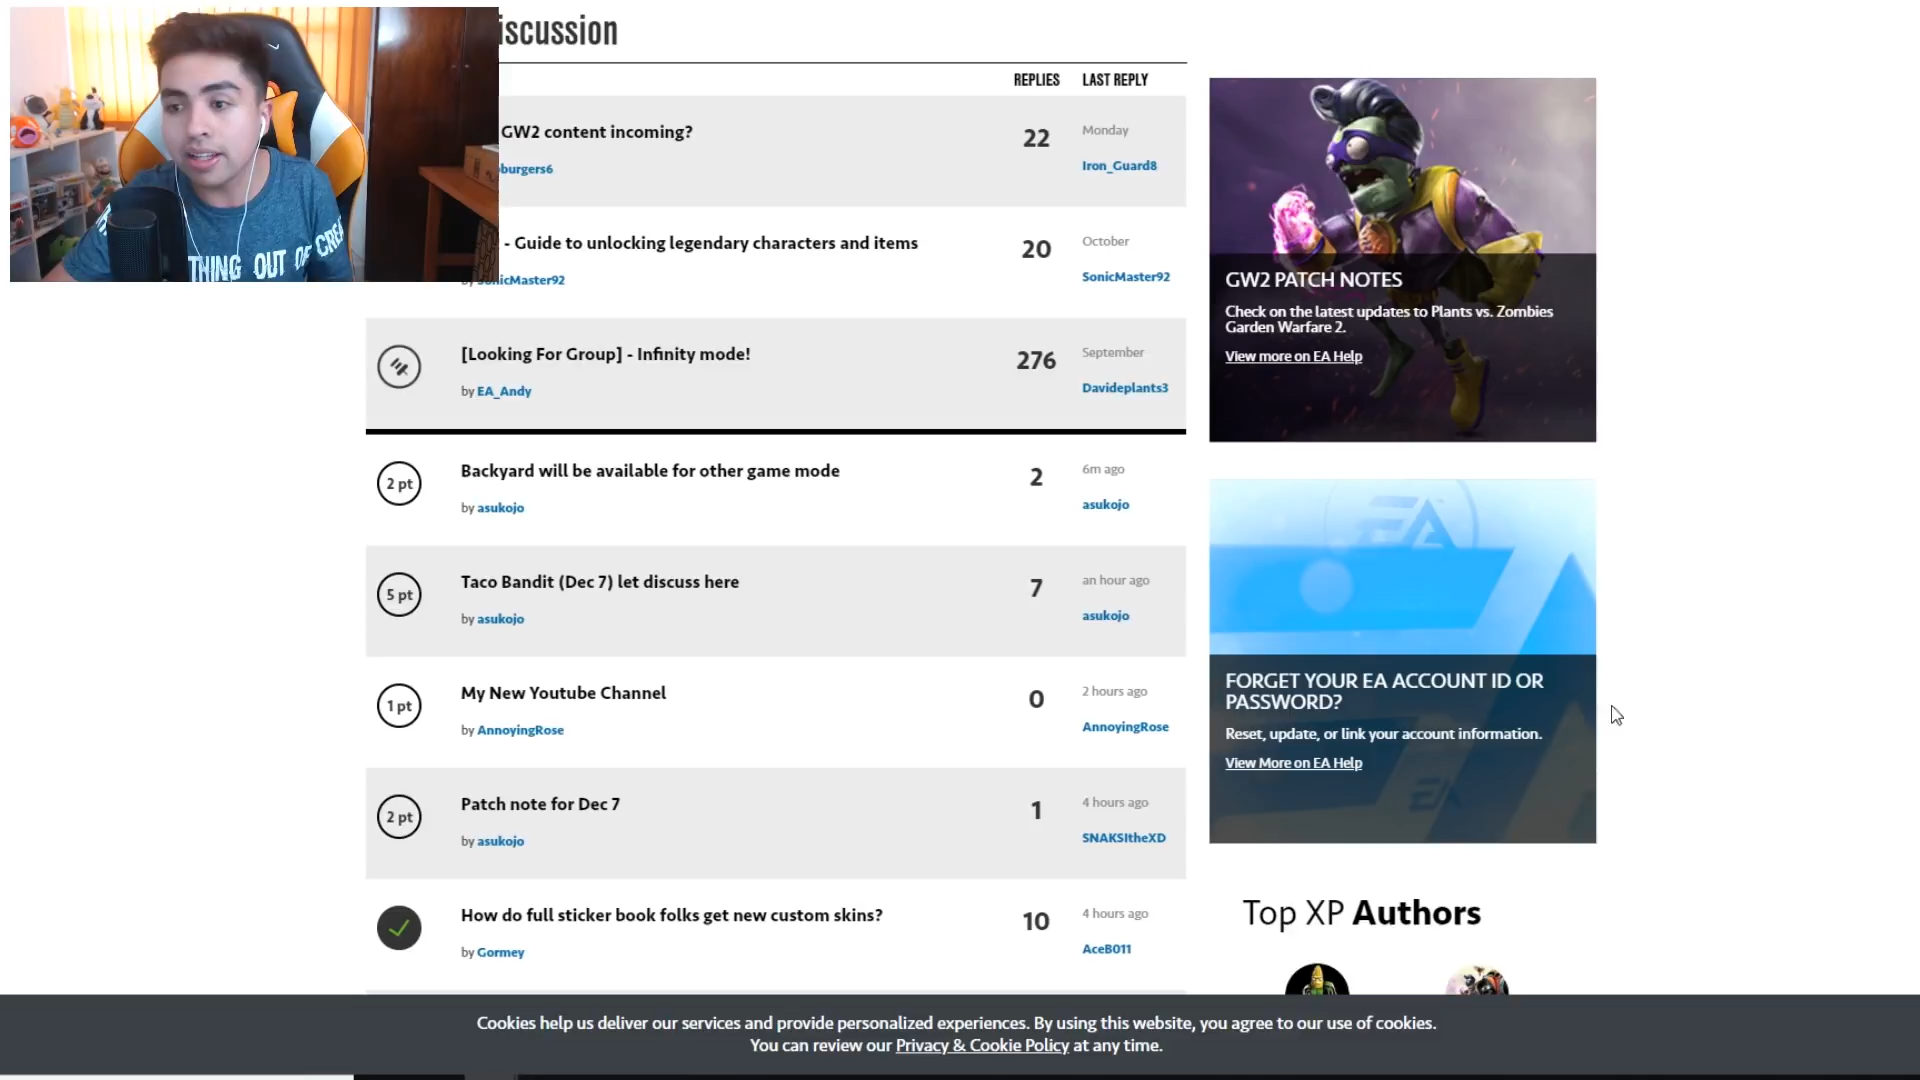 iscussion
REPLIES LAST REPLY
GW2 content incoming?
22
Monday
burgers6
Iron_Guard8
- Guide to unlocking legendary characters and items
20
October
by SonicMaster92
SonicMaster92
[Looking For Group] - Infinity mode!
276
September
by EA_Andy
Davideplants3
2 pt
Backyard will be available for other game mode
2
6m ago
by asukojo
asukojo
5 pt
Taco Bandit (Dec 7) let discuss here
7
an hour ago
by asukojo
asukojo
1 pt
My New Youtube Channel
0
2 hours ago
by AnnoyingRose
AnnoyingRose
2 pt
Patch note for Dec 7
1
4 hours ago
by asukojo
SNAKSItheXD
How do full sticker book folks get new custom skins?
10
4 hours ago
by Gormey
AceB011
GW2 PATCH NOTES
Check on the latest updates to Plants vs. Zombies
Garden Warfare 2.
View more on EA Help
EA
FORGET YOUR EA ACCOUNT ID OR
PASSWORD?
Reset, update, or link your account information.
View More on EA Help
EA
Top XP Authors
THING OUT OF CREA
Cookies help us deliver our services and provide personalized experiences. By using this website, you agree to our use of cookies.
You can review our Privacy & Cookie Policy at any time.